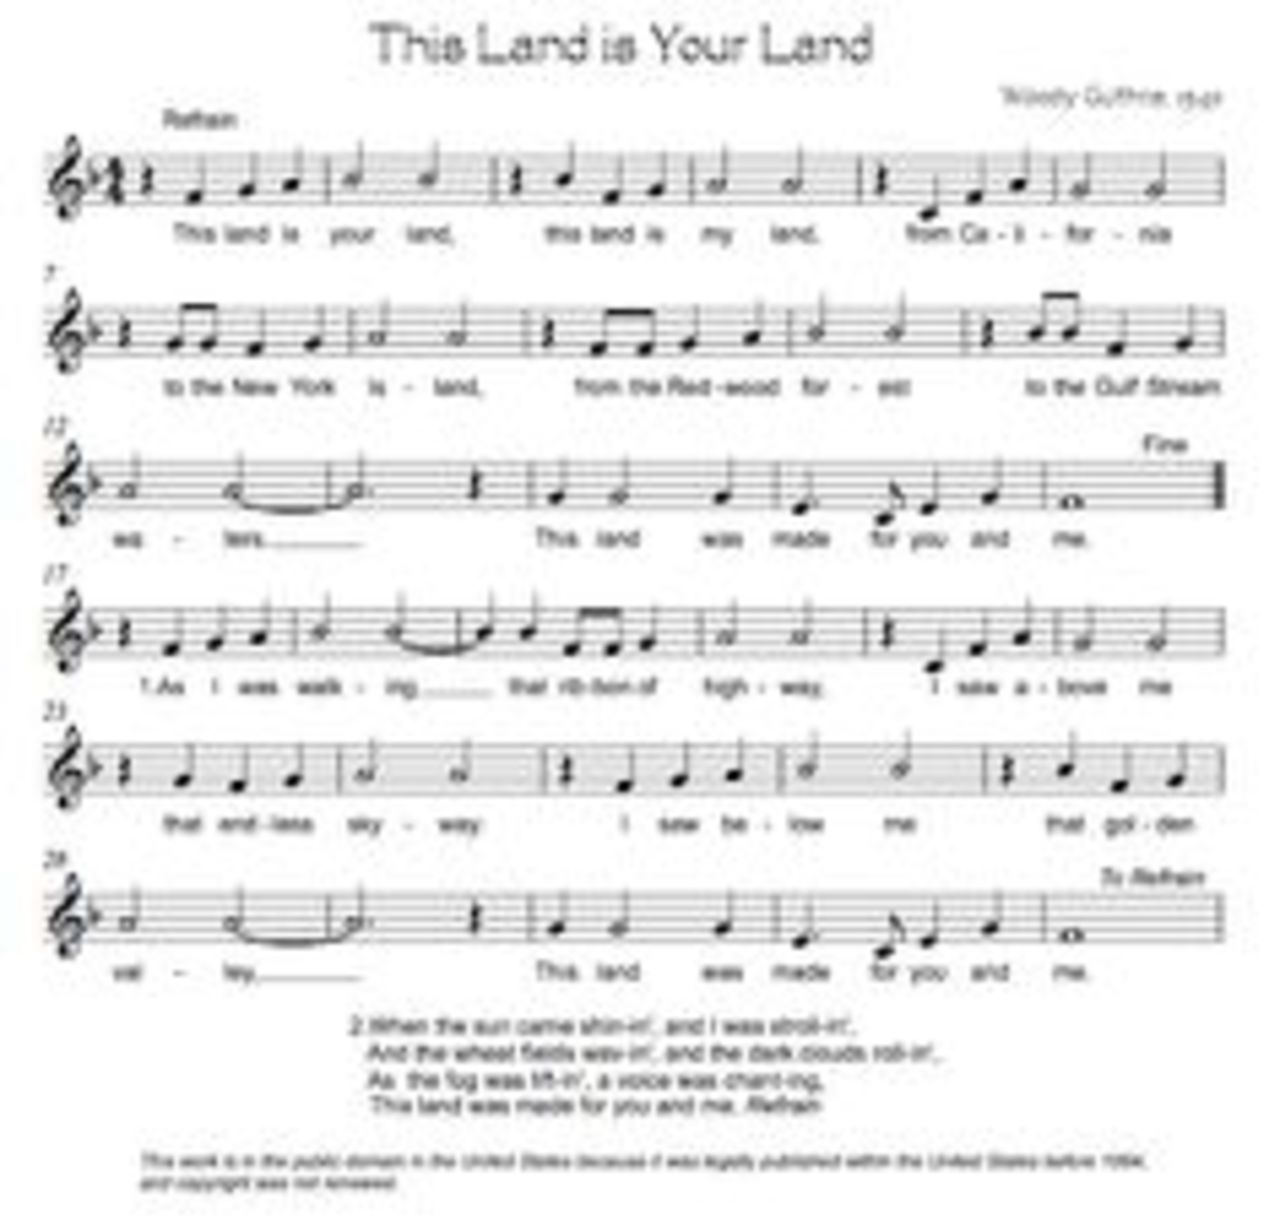 This Land is Your Land
Woody Guthrie,
Refrain
This land is your land, this land is my land, from Ca - li - for - nia
7
to the New York is - land, from the Red - wood for - est to the Gulf Stream
12
Fine
wa - ters. This land was made for you and me.
17
1.As I was walk - ing that rib-bon of high - way, I saw a - bove me
23
that end - less sky - way: I saw be - low me that gol - den
28
To Refrain
val - ley, This land was made for you and me.
2.When the sun came shin-in', and I was stroll-in',
And the wheat fields wav-in', and the dark clouds roll-in',
As the fog was lift-in', a voice was chant-ing,
This land was made for you and me. Refrain
This work is in the public domain in the United States because it was legally published within the United States before 1964,
and copyright was not renewed.